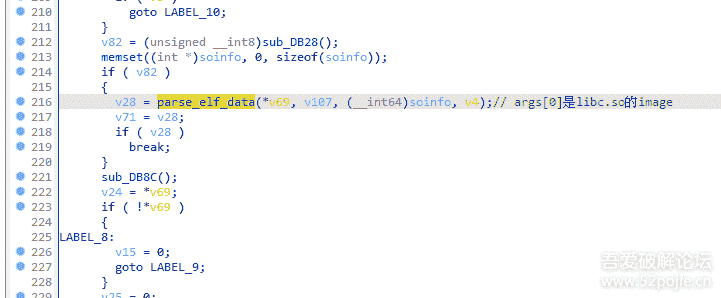 210 goto LABEL_10;
211 }
212 v82 = (unsigned __int8)sub_DB28();
213 memset((int *)soinfo, 0, sizeof(soinfo));
214 if ( v82 )
215 {
216 v28 = parse_elf_data(*v69, v107, (__int64)soinfo, v4);// args[0]是libc.so的image
217 v71 = v28;
218 if ( v28 )
219 break;
220 }
221 sub_DB8C();
222 v24 = *v69;
223 if ( !*v69 )
224 {
225 LABEL_8:
226 v15 = 0;
227 goto LABEL_9;
228 }
229 v25 = 0;
吾爱破解论坛
www.52pojie.cn